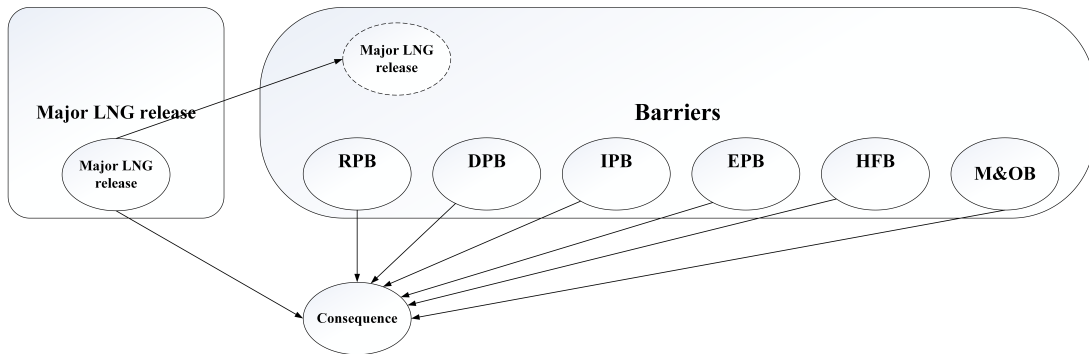 Major LNG
release
Major LNG release
Barriers
Major LNG
release
RPB
DPB
IPB
EPB
HFB
M&OB
Consequence